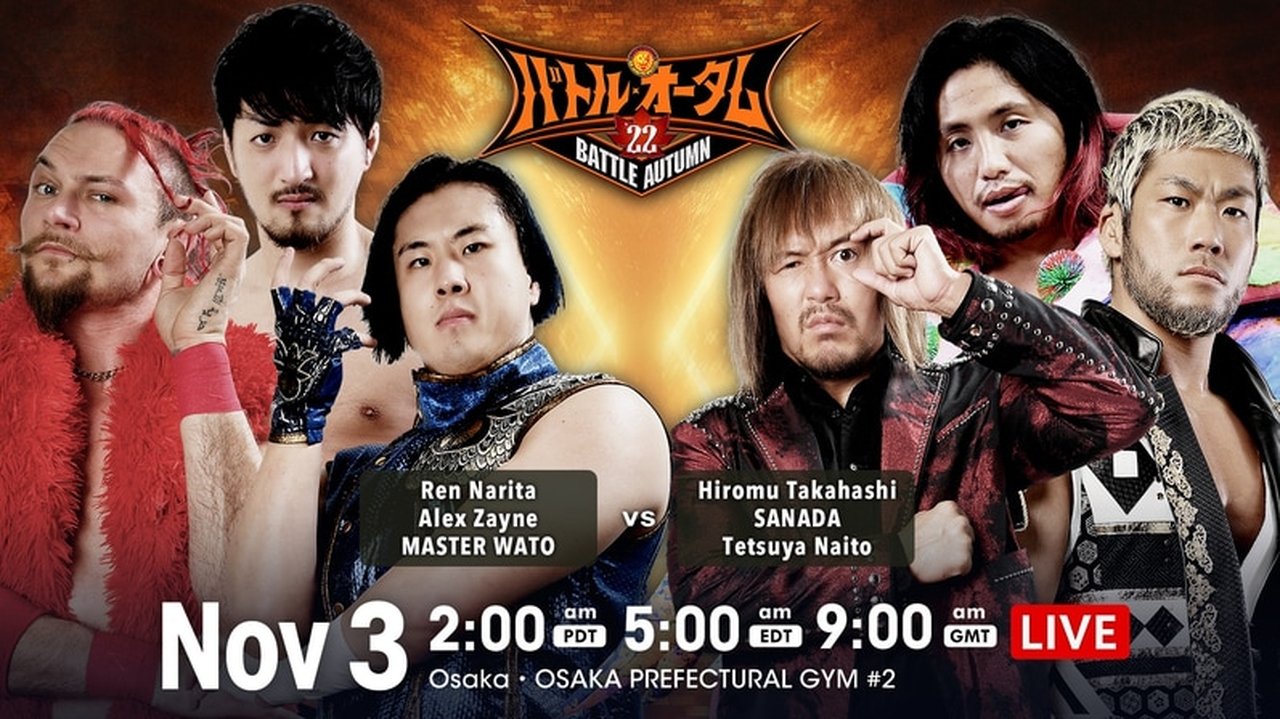 バトル・オータム
'22
BATTLE AUTUMN
Ren Narita
Alex Zayne
MASTER WATO
vs
Hiromu Takahashi
SANADA
Tetsuya Naito
Nov 3 2:00 am PDT 5:00 am EDT 9:00 am GMT LIVE
Osaka・OSAKA PREFECTURAL GYM #2